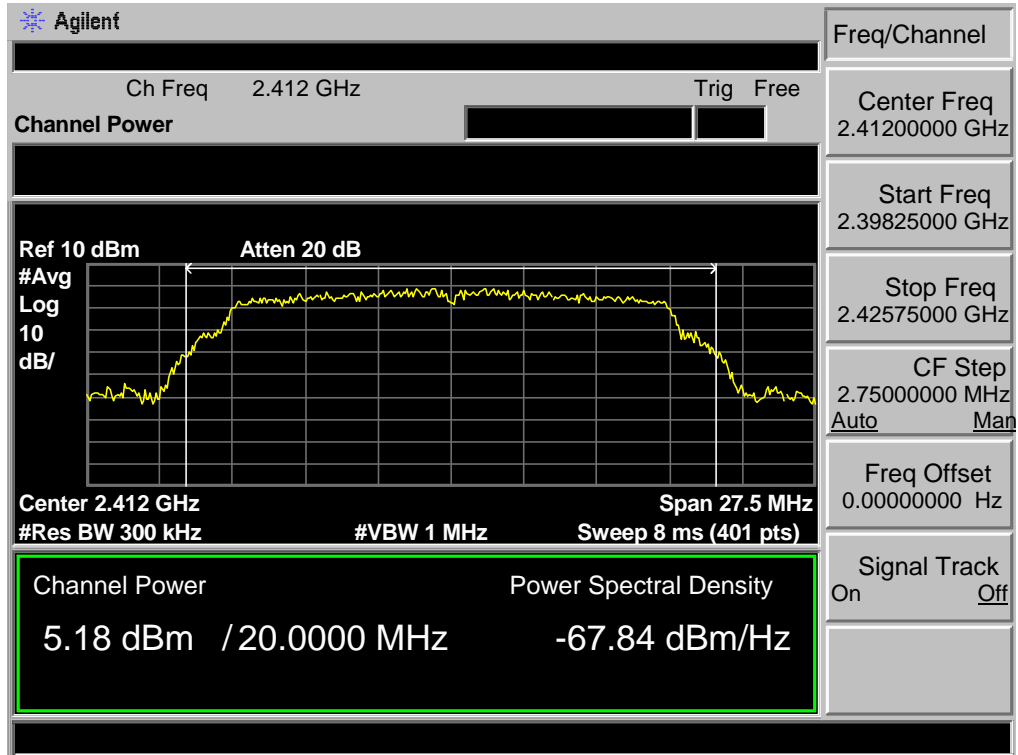 Agilent
Freq/Channel
Ch Freq 2.412 GHz Trig Free
Channel Power
Center Freq
2.41200000 GHz
Start Freq
2.39825000 GHz
Stop Freq
2.42575000 GHz
CF Step
2.75000000 MHz
Auto Man
Freq Offset
0.00000000 Hz
Signal Track
On Off
Ref 10 dBm Atten 20 dB
#Avg
Log
10
dB/
Center 2.412 GHz Span 27.5 MHz
#Res BW 300 kHz #VBW 1 MHz Sweep 8 ms (401 pts)
Channel Power Power Spectral Density
5.18 dBm / 20.0000 MHz -67.84 dBm/Hz